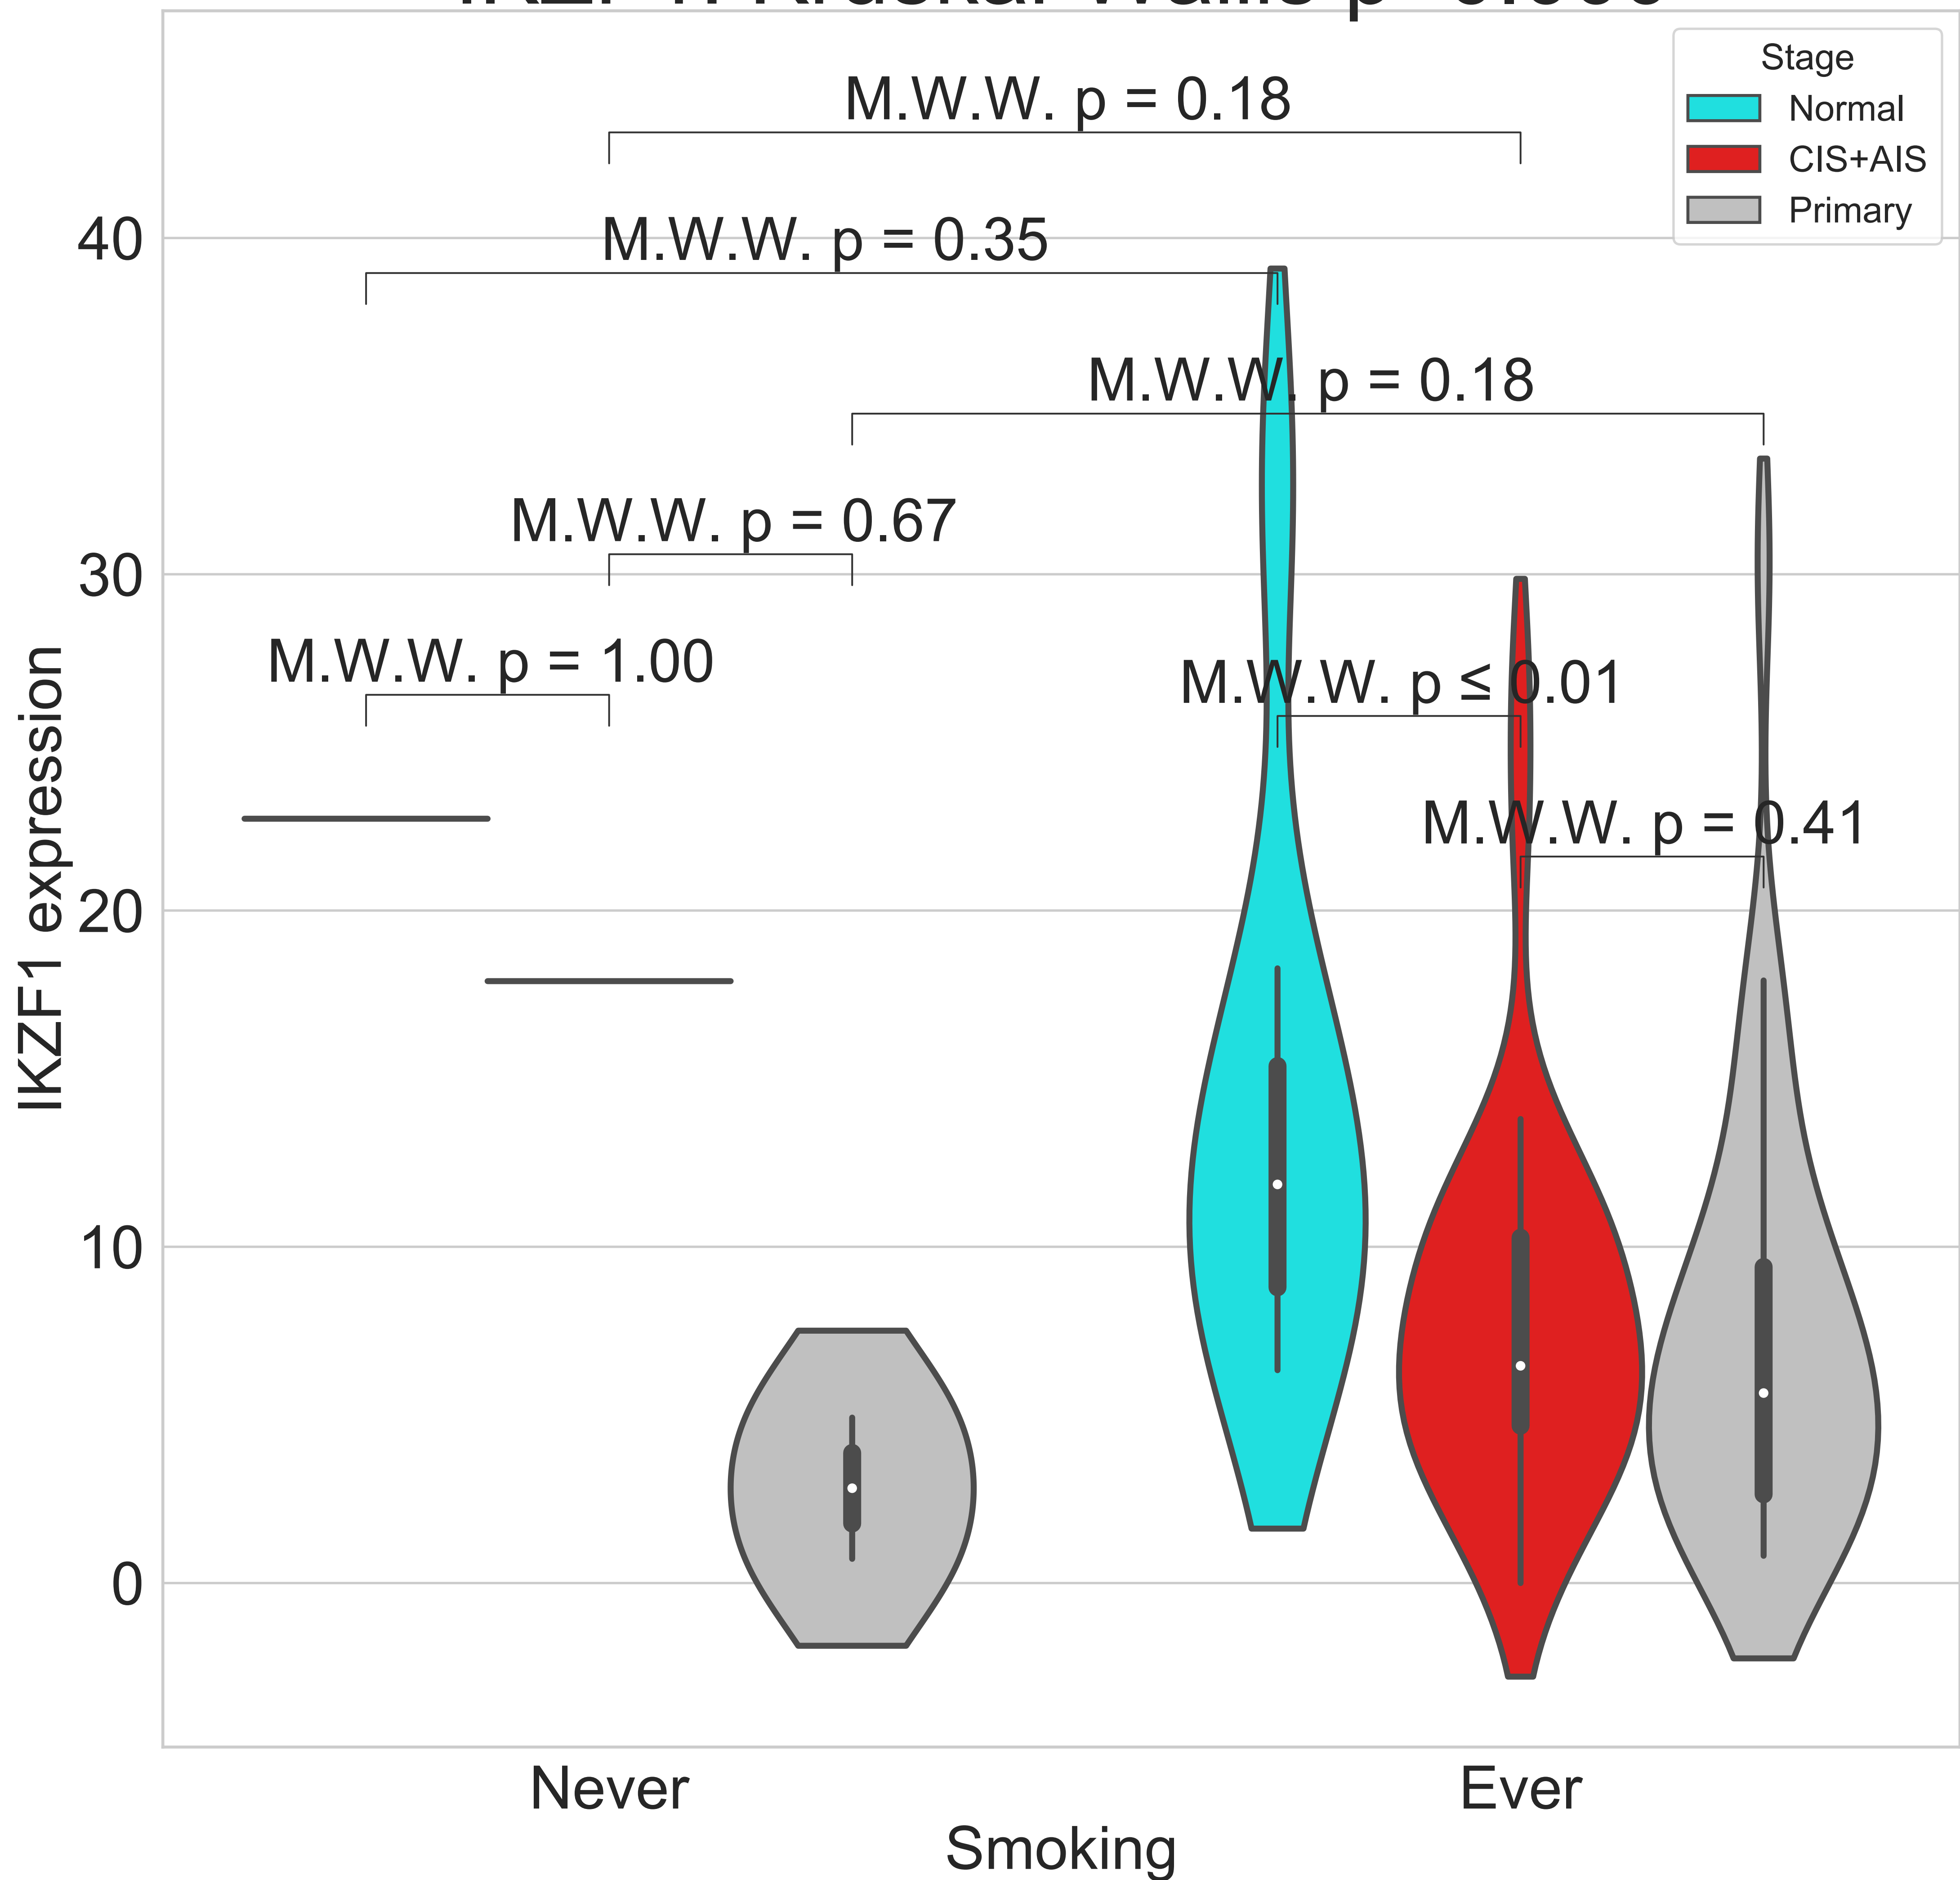 Stage
Normal
CIS+AIS
Primary
M.W.W. p = 0.18
M.W.W. p = 0.35
M.W.W. p = 0.18
M.W.W. p = 0.67
M.W.W. p = 1.00
M.W.W. p ≤ 0.01
M.W.W. p = 0.41
40
30
20
10
0
IKZF1 expression
Never
Ever
Smoking